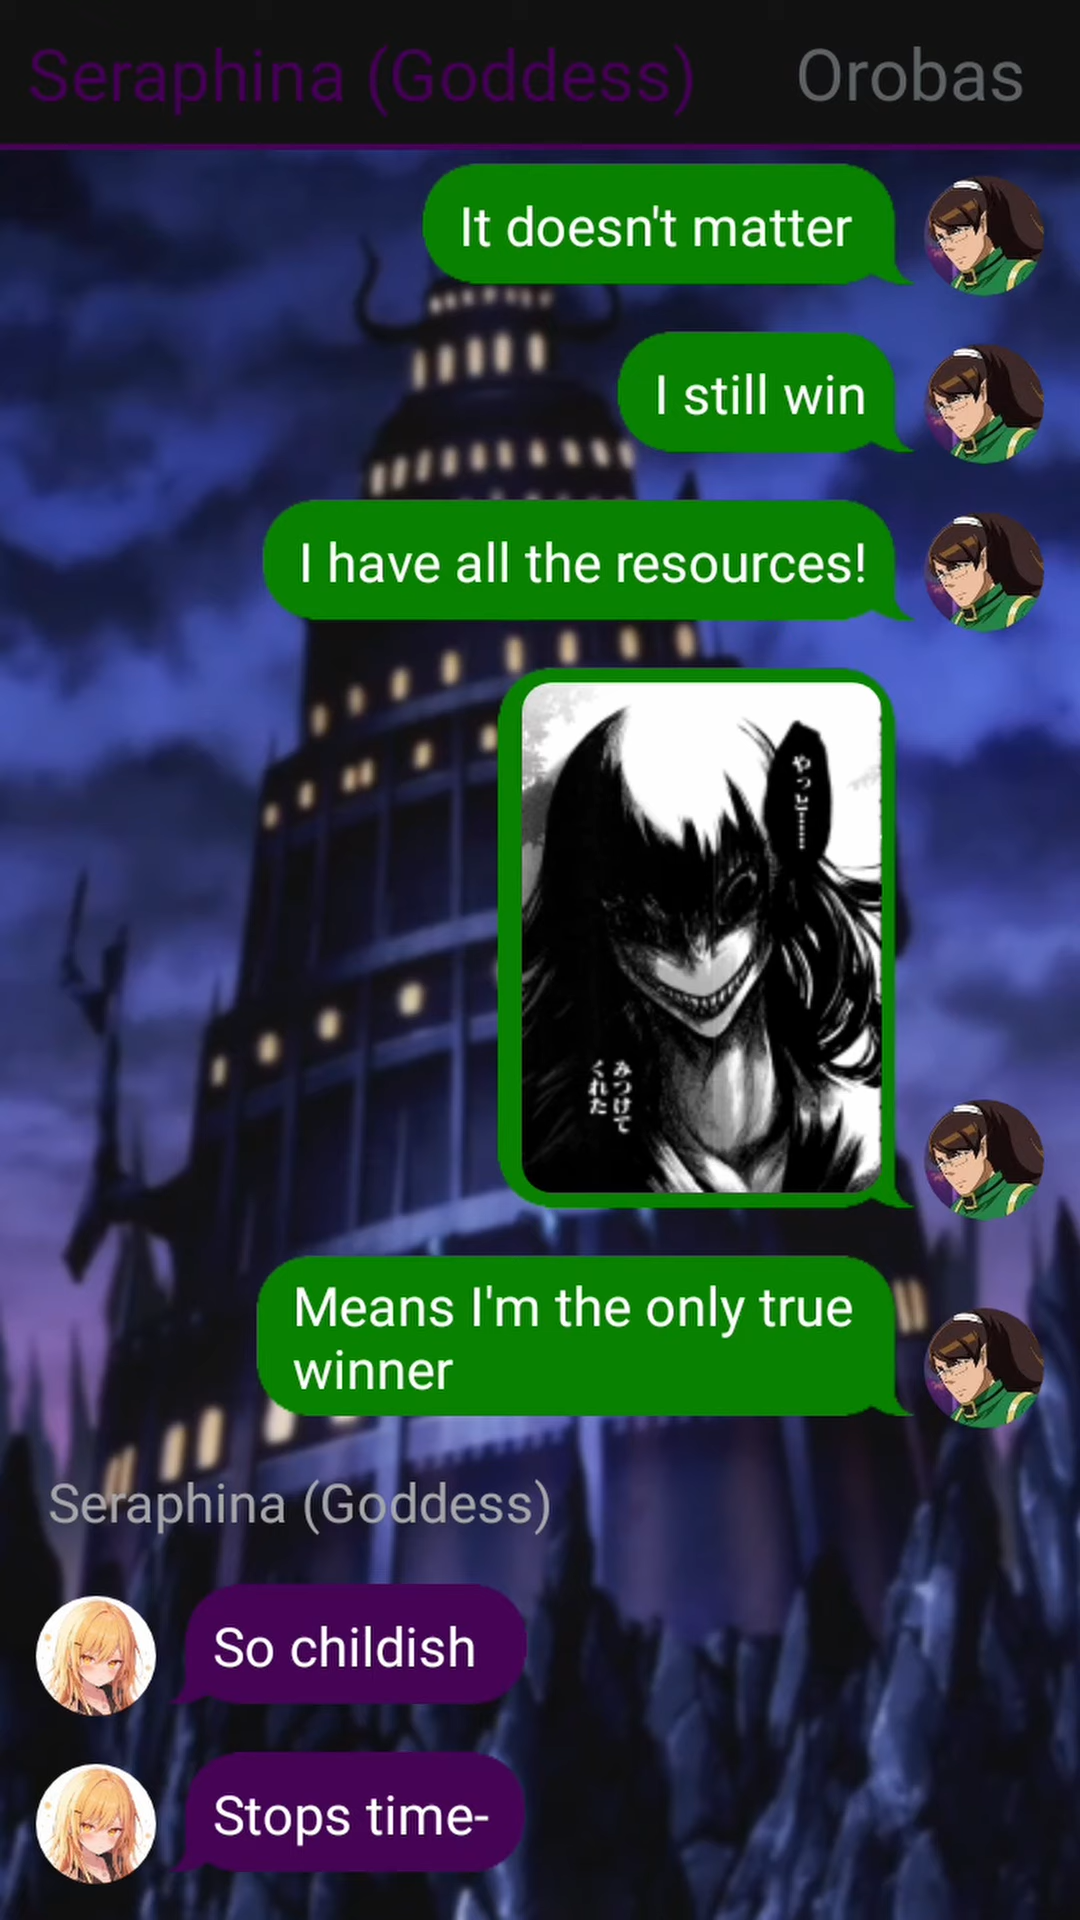 Seraphina (Goddess) Orobas
It doesn't matter
I still win
I have all the resources!
やっと……
みつけて
くれた
Means I'm the only true
winner
Seraphina (Goddess)
So childish
Stops time-